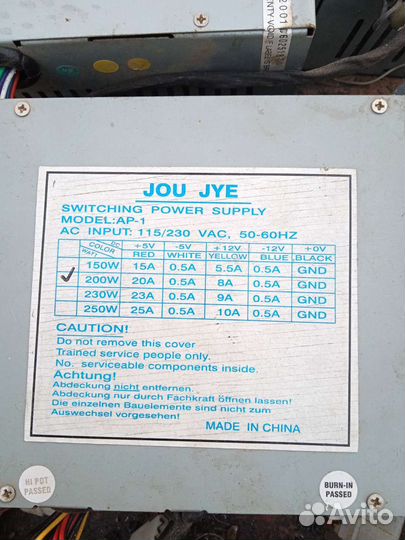 JOU JYE
SWITCHING POWER SUPPLY
MODEL:AP-1
AC INPUT: 115/230 VAC, 50-60HZ
COLOR DC +5V -5V +12V -12V +0V
WATT RED WHITE YELLOW BLUE BLACK
150W 15A 0.5A 5.5A 0.5A GND
✓ 200W 20A 0.5A 8A 0.5A GND
230W 23A 0.5A 9A 0.5A GND
250W 25A 0.5A 10A 0.5A GND
CAUTION!
Do not remove this cover
Trained service people only.
No. serviceable components inside.
Achtung!
Abdeckung nicht entfernen.
Abdeckung nur durch Fachkraft öffnen lassen!
Die einzelnen Bauelemente sind nicht zum
Auswechsel vorgesehen!
MADE IN CHINA
HI POT
PASSED
BURN-IN
PASSED
Avito